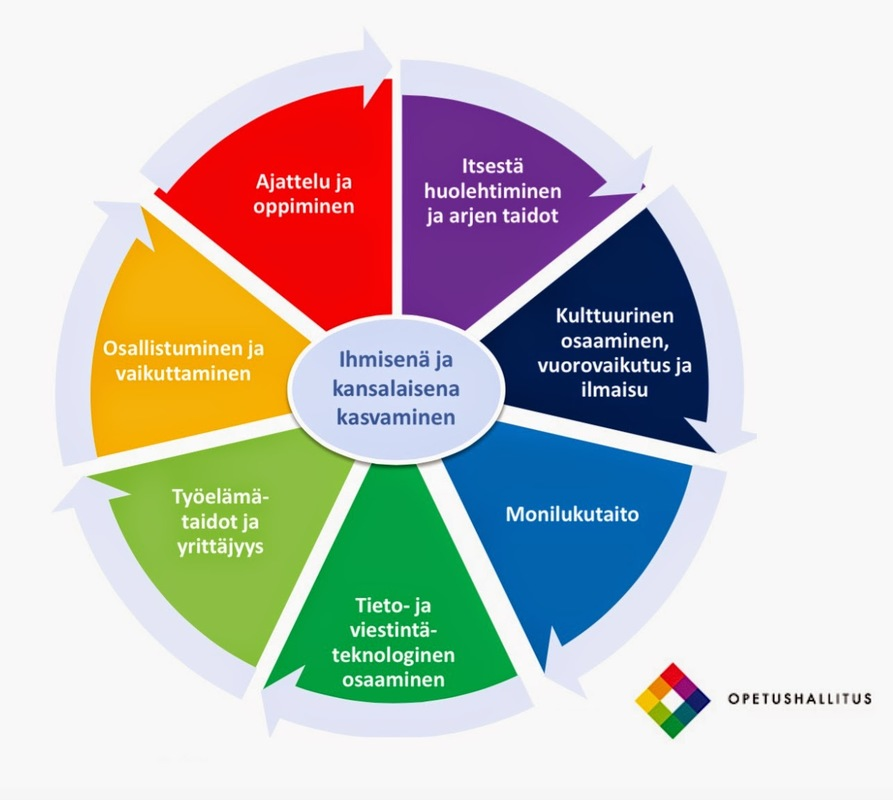 Ajattelu ja
oppiminen
Itsestä
huolehtiminen
ja arjen taidot
Kulttuurinen
osaaminen,
vuorovaikutus ja
ilmaisu
Monilukutaito
Tieto- ja
viestintä-
teknologinen
osaaminen
Työelämä-
taidot ja
yrittäjyys
Osallistuminen ja
vaikuttaminen
Ihmisenä ja
kansalaisena
kasvaminen
OPETUSHALLITUS